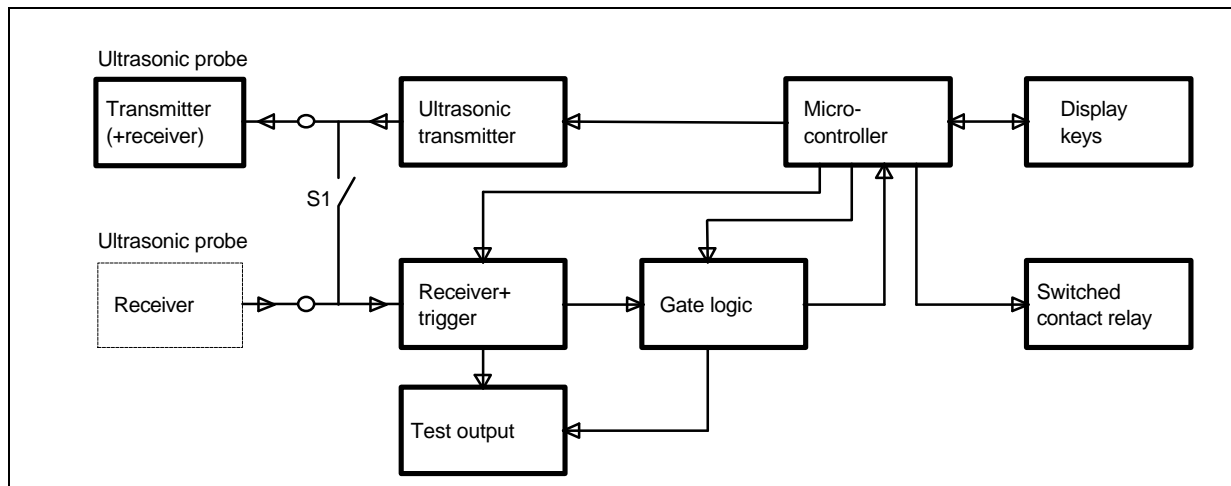 Ultrasonic probe
Transmitter
(+receiver)
Ultrasonic
transmitter
Micro-
controller
Display
keys
S1
Ultrasonic probe
Receiver
Receiver+
trigger
Gate logic
Switched
contact relay
Test output